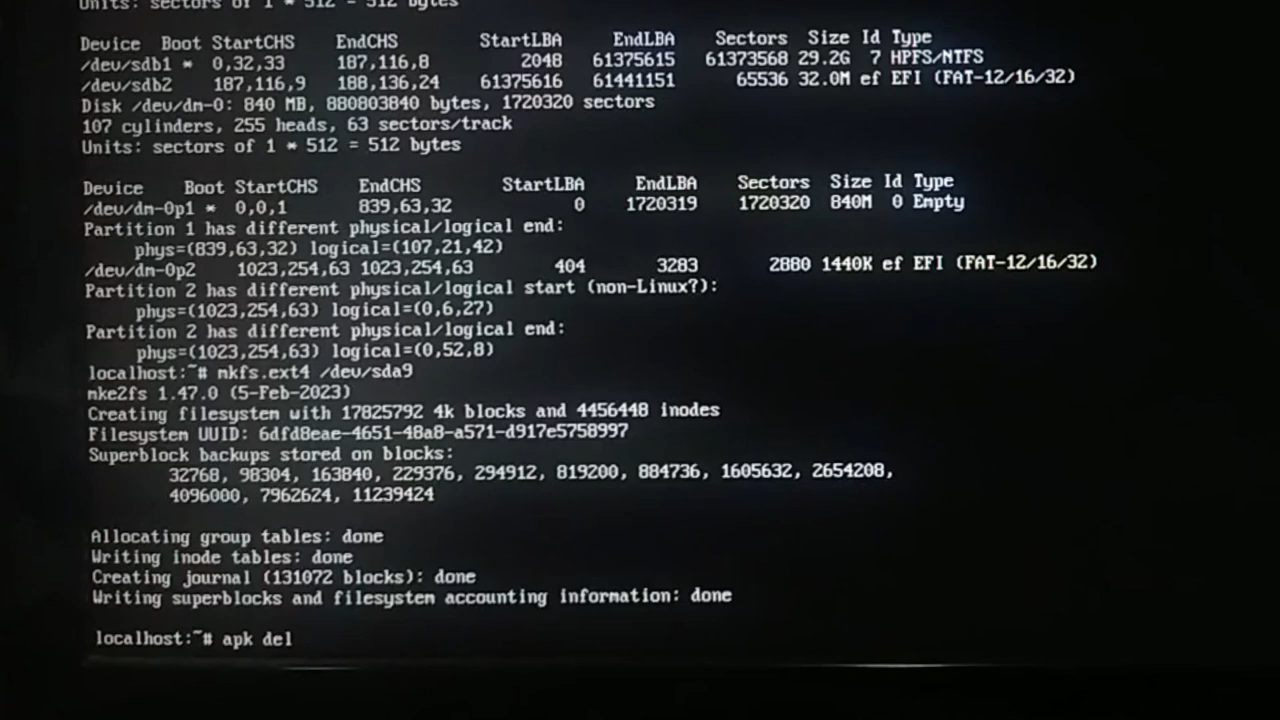 Units: sectors of 1 * 512 = 512 bytes
Device Boot StartCHS EndCHS StartLBA EndLBA Sectors Size Id Type
/dev/sdb1 * 0,32,33 187,116,8 2048 61375615 61373568 29.2G 7 HPFS/NTFS
/dev/sdb2 187,116,9 188,136,24 61375616 61441151 65536 32.0M ef EFI (FAT-12/16/32)
Disk /dev/dm-0: 840 MB, 880803840 bytes, 1720320 sectors
107 cylinders, 255 heads, 63 sectors/track
Units: sectors of 1 * 512 = 512 bytes
Device Boot StartCHS EndCHS StartLBA EndLBA Sectors Size Id Type
/dev/dm-0p1 * 0,0,1 839,63,32 0 1720319 1720320 840M 0 Empty
Partition 1 has different physical/logical end:
phys=(839,63,32) logical=(107,21,42)
/dev/dm-0p2 1023,254,63 1023,254,63 404 3283 2880 1440K ef EFI (FAT-12/16/32)
Partition 2 has different physical/logical start (non-Linux?):
phys=(1023,254,63) logical=(0,6,27)
Partition 2 has different physical/logical end:
phys=(1023,254,63) logical=(0,52,8)
localhost:~# mkfs.ext4 /dev/sda9
mke2fs 1.47.0 (5-Feb-2023)
Creating filesystem with 17825792 4k blocks and 4456448 inodes
Filesystem UUID: 6dfd8eae-4651-48a8-a571-d917e5758997
Superblock backups stored on blocks:
32768, 98304, 163840, 229376, 294912, 819200, 884736, 1605632, 2654208,
4096000, 7962624, 11239424
Allocating group tables: done
Writing inode tables: done
Creating journal (131072 blocks): done
Writing superblocks and filesystem accounting information: done
localhost:~# apk del